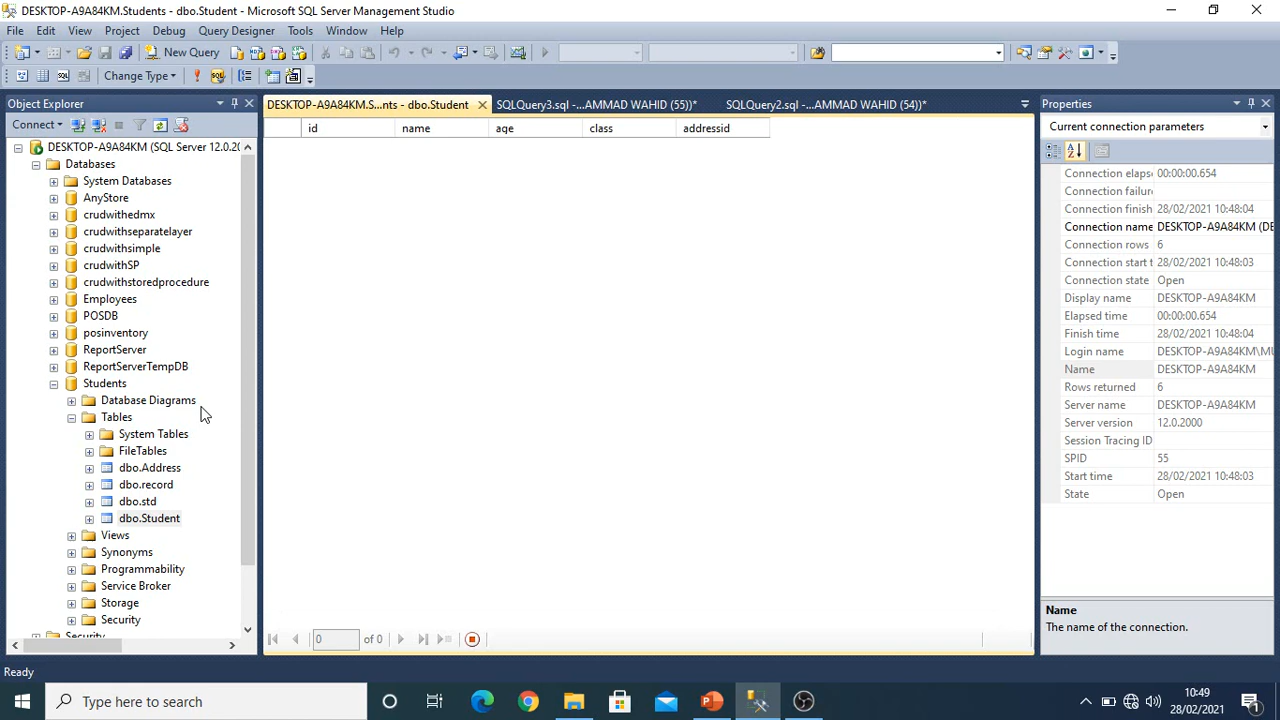 DESKTOP-A9A84KM.Students - dbo.Student - Microsoft SQL Server Management Studio
File Edit View Project Debug Query Designer Tools Window Help
New Query
Change Type
Object Explorer
Connect
DESKTOP-A9A84KM (SQL Server 12.0.20
Databases
System Databases
AnyStore
crudwithedmx
crudwithseparatelayer
crudwithsimple
crudwithSP
crudwithstoredprocedure
Employees
POSDB
posinventory
ReportServer
ReportServerTempDB
Students
Database Diagrams
Tables
System Tables
FileTables
dbo.Address
dbo.record
dbo.std
dbo.Student
Views
Synonyms
Programmability
Service Broker
Storage
Security
Security
DESKTOP-A9A84KM.S...nts - dbo.Student SQLQuery3.sql -...AMMAD WAHID (55))* SQLQuery2.sql -...AMMAD WAHID (54))*
id name age class addressid
0 of 0
Properties
Current connection parameters
Connection elaps 00:00:00.654
Connection failur
Connection finish 28/02/2021 10:48:04
Connection name DESKTOP-A9A84KM (DE
Connection rows 6
Connection start t 28/02/2021 10:48:03
Connection state Open
Display name DESKTOP-A9A84KM
Elapsed time 00:00:00.654
Finish time 28/02/2021 10:48:04
Login name DESKTOP-A9A84KM\MU
Name DESKTOP-A9A84KM
Rows returned 6
Server name DESKTOP-A9A84KM
Server version 12.0.2000
Session Tracing ID
SPID 55
Start time 28/02/2021 10:48:03
State Open
Name
The name of the connection.
Ready
Type here to search
10:49
28/02/2021
1